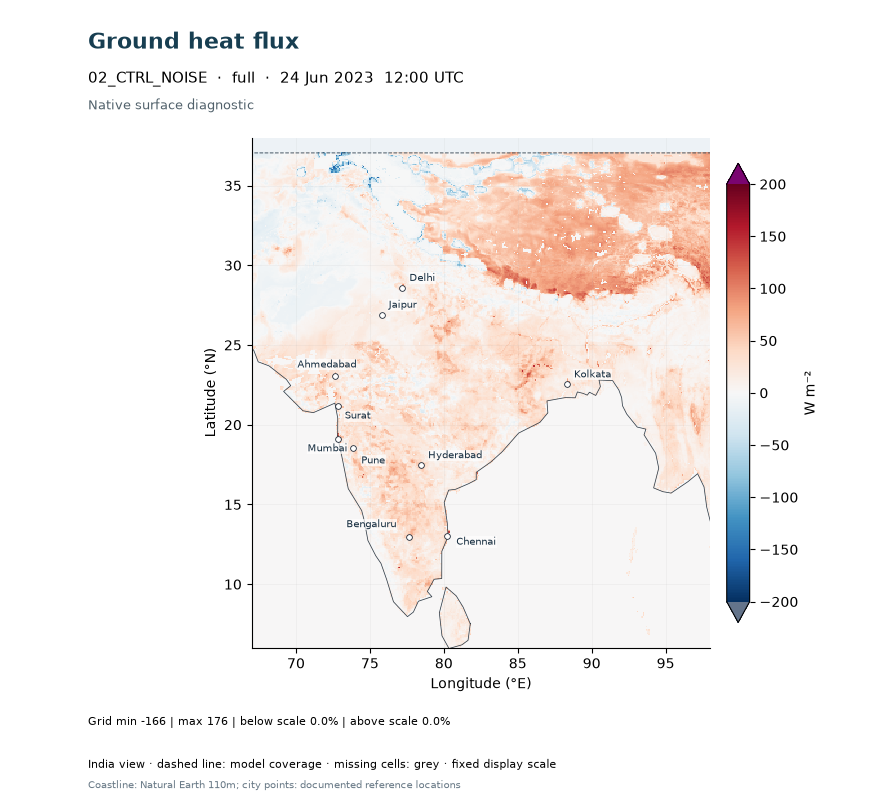 Ground heat flux
02_CTRL_NOISE · full · 24 Jun 2023 12:00 UTC
Native surface diagnostic
35
30
25
20
15
10
Latitude (°N)
Delhi
Jaipur
Ahmedabad
Surat
Mumbai
Pune
Hyderabad
Kolkata
Bengaluru
Chennai
70
75
80
85
90
95
Longitude (°E)
200
150
100
50
0
−50
−100
−150
−200
W m⁻²
Grid min -166 | max 176 | below scale 0.0% | above scale 0.0%
India view · dashed line: model coverage · missing cells: grey · fixed display scale
Coastline: Natural Earth 110m; city points: documented reference locations